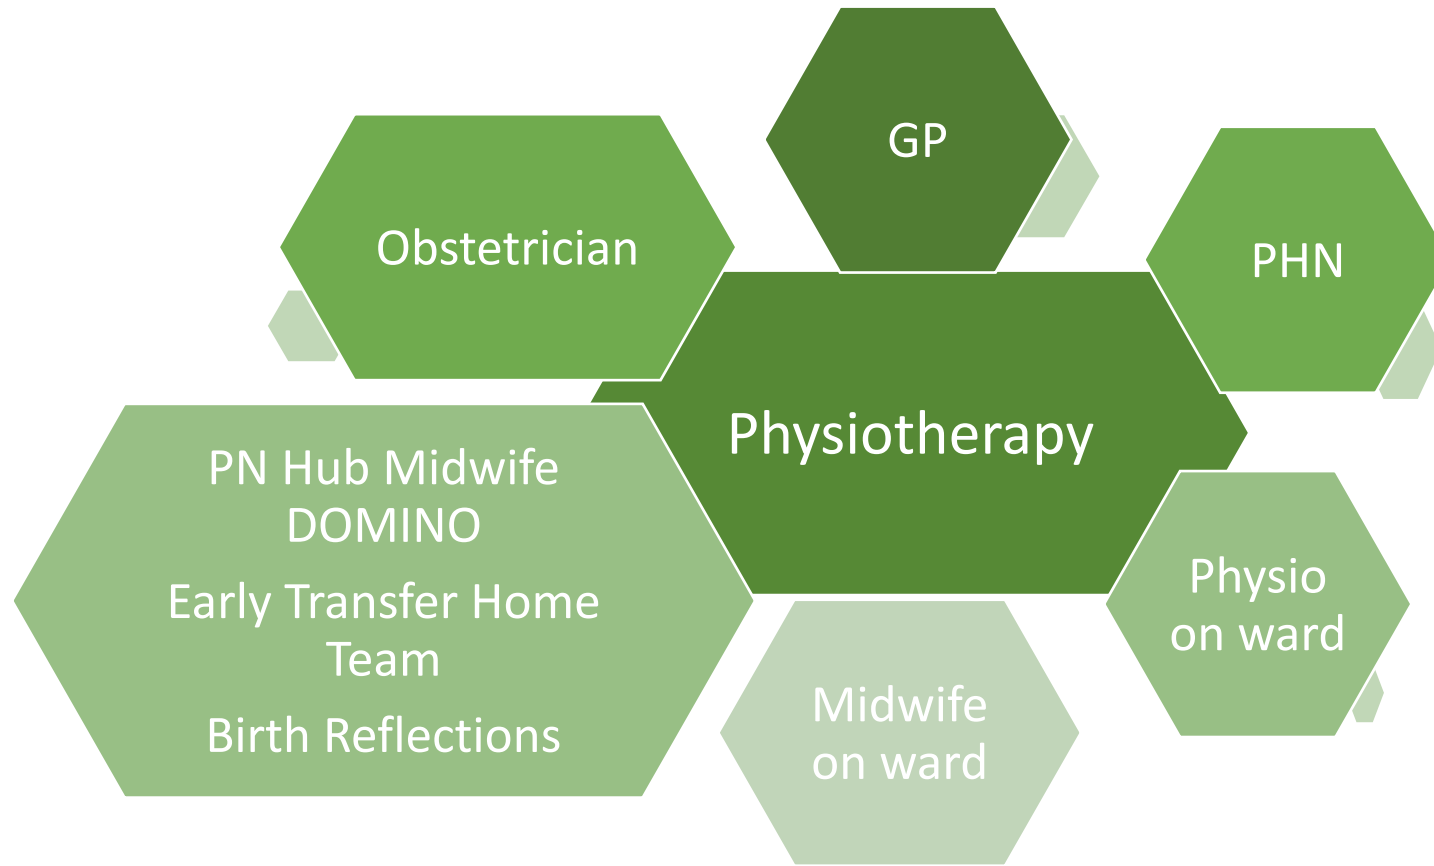 GP
Obstetrician
PHN
Physiotherapy
PN Hub Midwife
DOMINO
Early Transfer Home
Team
Birth Reflections
Physio
on ward
Midwife
on ward